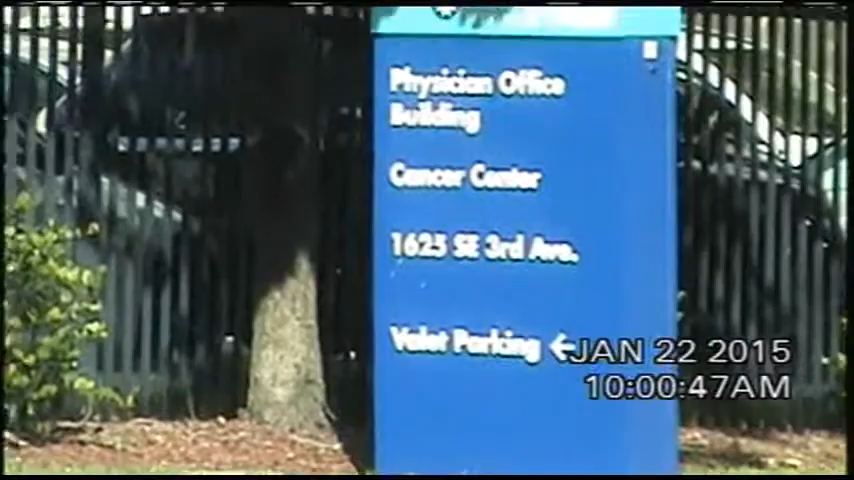 Physician Office
Building
Cancer Center
1625 SE 3rd Ave.
Valet Parking ←
JAN 22 2015
10:00:47AM